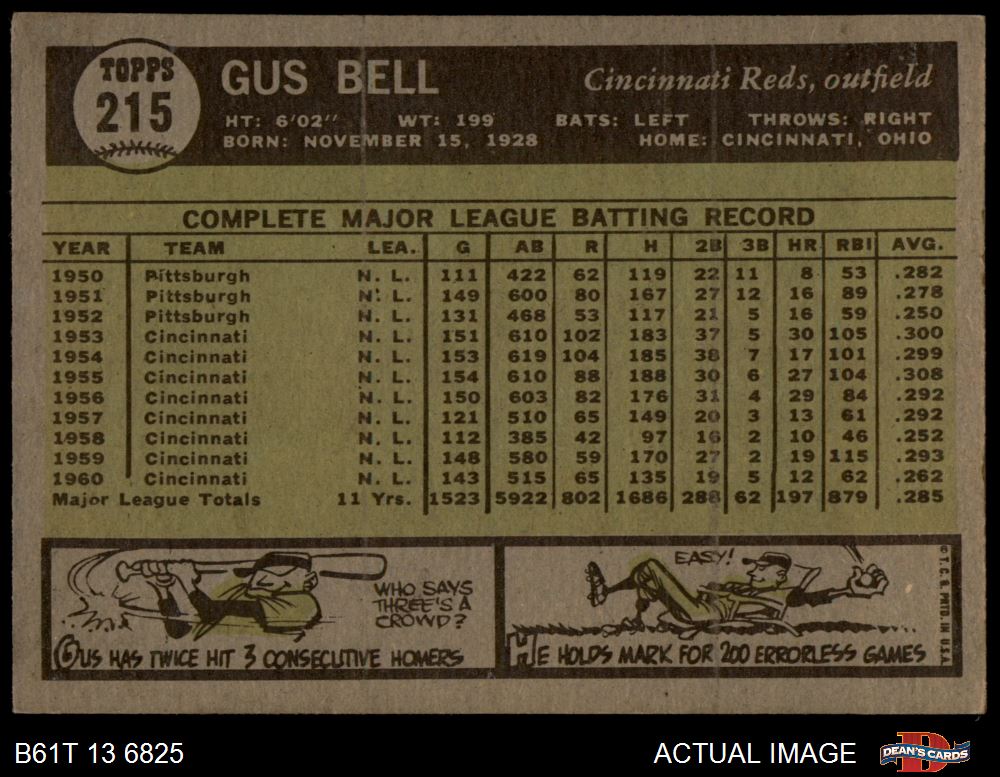 TOPPS
215
GUS BELL
Cincinnati Reds, outfield
HT: 6'02" WT: 199 BATS: LEFT THROWS: RIGHT
BORN: NOVEMBER 15, 1928 HOME: CINCINNATI, OHIO
COMPLETE MAJOR LEAGUE BATTING RECORD
YEAR TEAM LEA. G AB R H 2B 3B HR RBI AVG.
1950 Pittsburgh N. L. 111 422 62 119 22 11 8 53 .282
1951 Pittsburgh N. L. 149 600 80 167 27 12 16 89 .278
1952 Pittsburgh N. L. 131 468 53 117 21 5 16 59 .250
1953 Cincinnati N. L. 151 610 102 183 37 5 30 105 .300
1954 Cincinnati N. L. 153 619 104 185 38 7 17 101 .299
1955 Cincinnati N. L. 154 610 88 188 30 6 27 104 .308
1956 Cincinnati N. L. 150 603 82 176 31 4 29 84 .292
1957 Cincinnati N. L. 121 510 65 149 20 3 13 61 .292
1958 Cincinnati N. L. 112 385 42 97 16 2 10 46 .252
1959 Cincinnati N. L. 148 580 59 170 27 2 19 115 .293
1960 Cincinnati N. L. 143 515 65 135 19 5 12 62 .262
Major League Totals 11 Yrs. 1523 5922 802 1686 288 62 197 879 .285
WHO SAYS
THREE'S A
CROWD?
GUS HAS TWICE HIT 3 CONSECUTIVE HOMERS
EASY!
HE HOLDS MARK FOR 200 ERRORLESS GAMES
© T.C.G. PRTD. IN U.S.A.
B61T 13 6825
ACTUAL IMAGE
DEAN'S CARDS